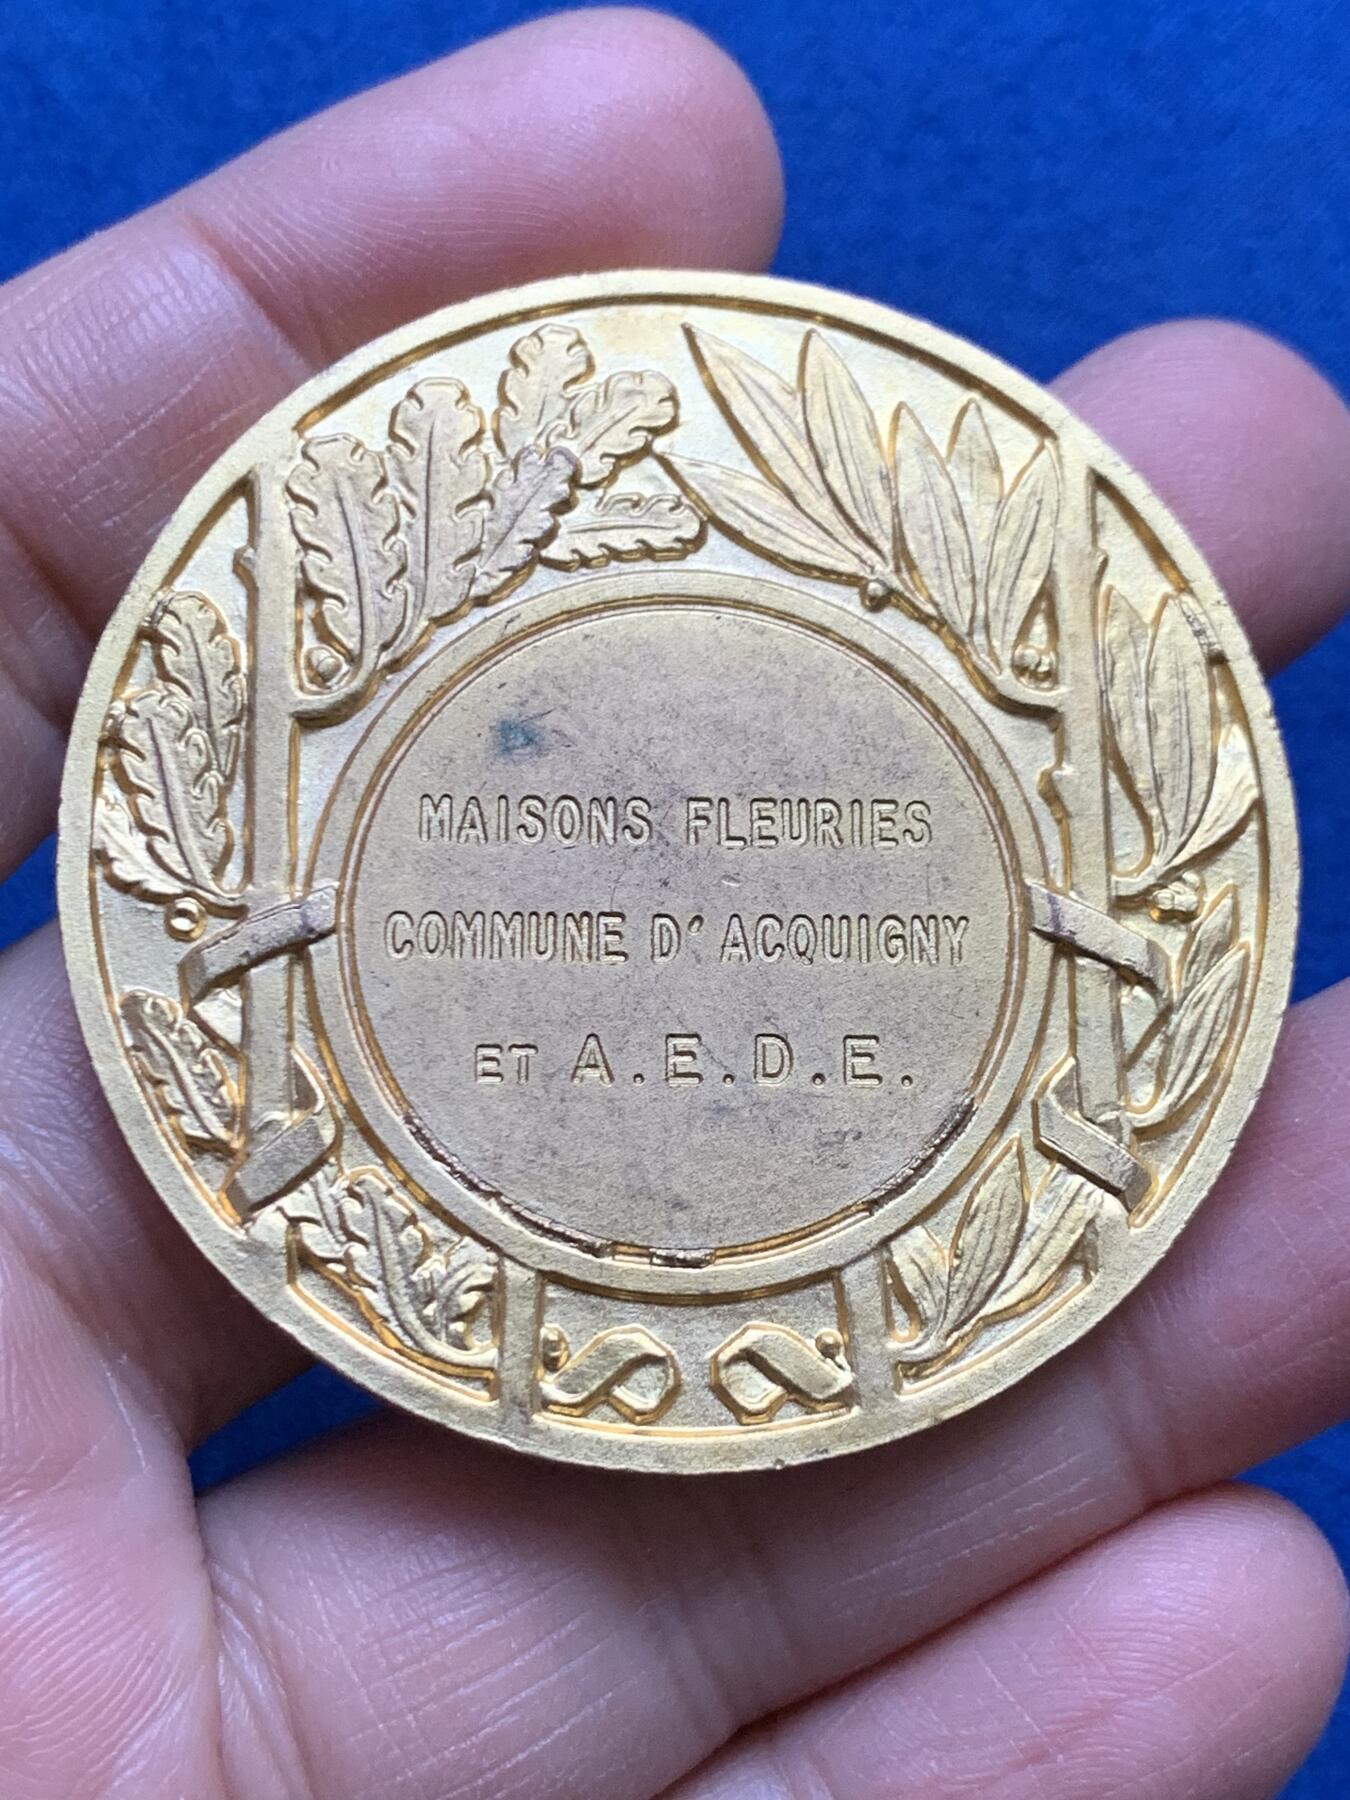 MAISONS FLEURIES
COMMUNE D' ACQUIGNY
ET A.E.D.E.